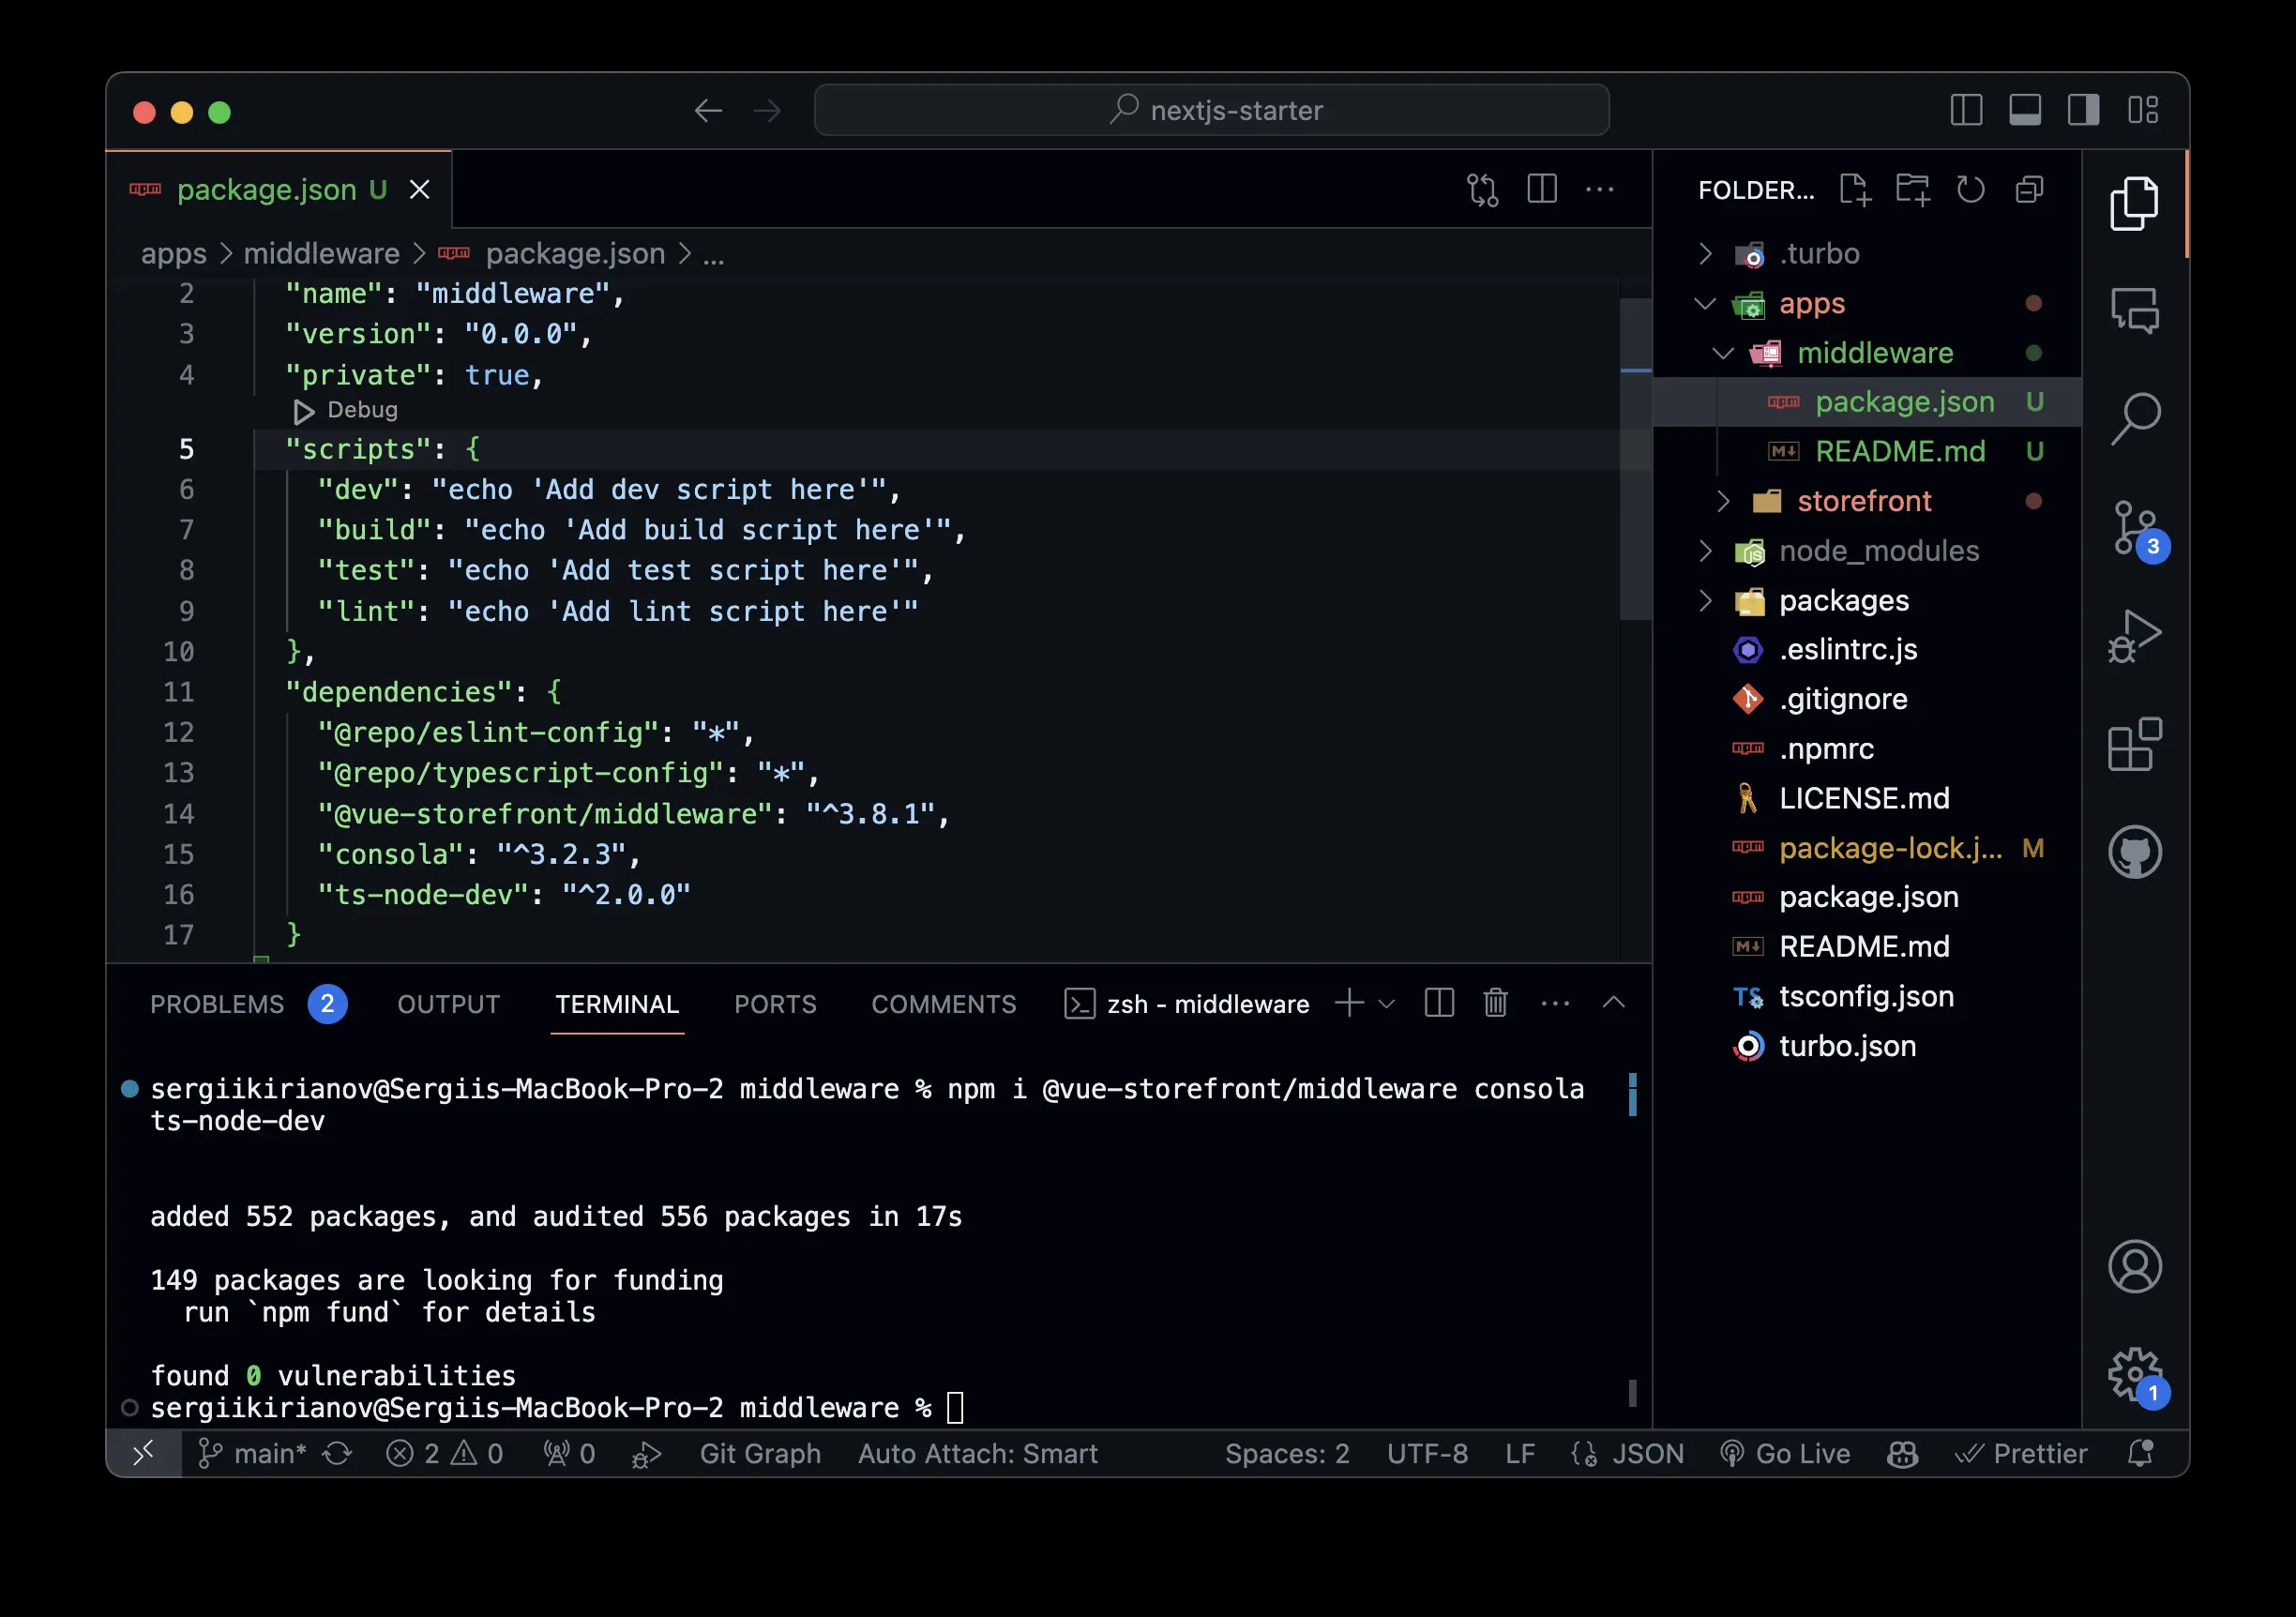 nextjs-starter
package.json U
apps > middleware > package.json > ...
2 "name": "middleware",
3 "version": "0.0.0",
4 "private": true,
Debug
5 "scripts": {
6 "dev": "echo 'Add dev script here'",
7 "build": "echo 'Add build script here'",
8 "test": "echo 'Add test script here'",
9 "lint": "echo 'Add lint script here'"
10 },
11 "dependencies": {
12 "@repo/eslint-config": "*",
13 "@repo/typescript-config": "*",
14 "@vue-storefront/middleware": "^3.8.1",
15 "consola": "^3.2.3",
16 "ts-node-dev": "^2.0.0"
17 }
PROBLEMS 2 OUTPUT TERMINAL PORTS COMMENTS zsh - middleware
sergiikirianov@Sergiis-MacBook-Pro-2 middleware % npm i @vue-storefront/middleware consola
ts-node-dev
added 552 packages, and audited 556 packages in 17s
149 packages are looking for funding
run `npm fund` for details
found 0 vulnerabilities
sergiikirianov@Sergiis-MacBook-Pro-2 middleware %
FOLDER...
.turbo
apps
middleware
package.json U
README.md U
storefront
node_modules
packages
.eslintrc.js
.gitignore
.npmrc
LICENSE.md
package-lock.j... M
package.json
README.md
tsconfig.json
turbo.json
3
1
main* 2 0 0 Git Graph Auto Attach: Smart Spaces: 2 UTF-8 LF JSON Go Live Prettier